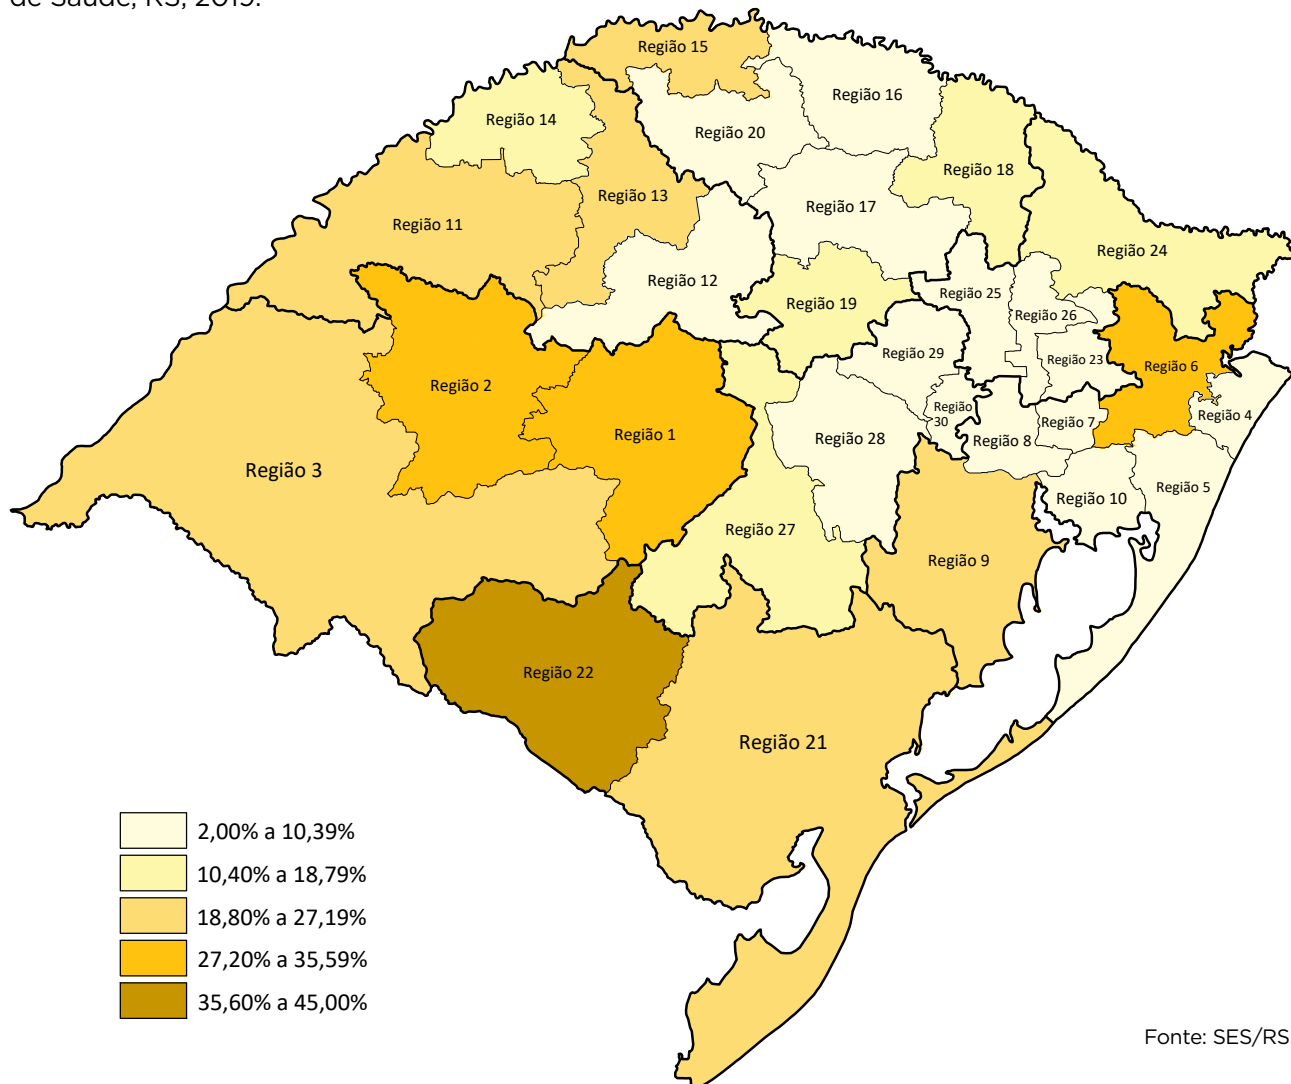 de Saúde, RS, 2019.
Região 15
Região 16
Região 14
Região 20
Região 18
Região 13
Região 17
Região 11
Região 24
Região 12
Região 25
Região 19
Região 26
Região 29
Região 23
Região 6
Região 2
Região 30
Região 4
Região 7
Região 1
Região 28
Região 8
Região 3
Região 5
Região 10
Região 27
Região 9
Região 22
Região 21
2,00% a 10,39%
10,40% a 18,79%
18,80% a 27,19%
27,20% a 35,59%
35,60% a 45,00%
Fonte: SES/RS